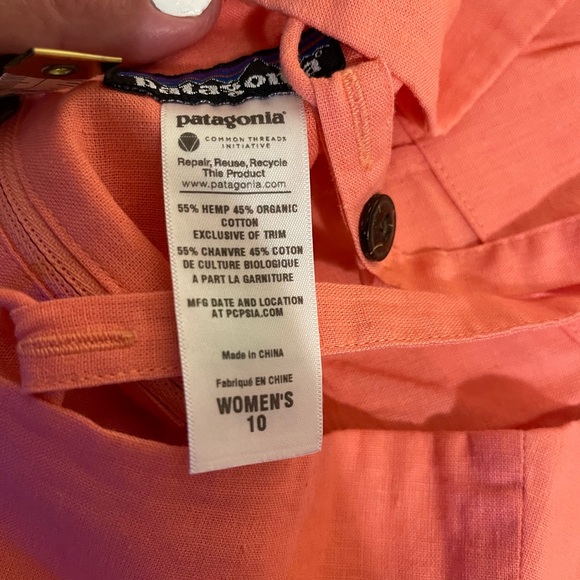 patagonia
patagonia®
COMMON THREADS
INITIATIVE
Repair, Reuse, Recycle
This Product
www.patagonia.com
55% HEMP 45% ORGANIC
COTTON
EXCLUSIVE OF TRIM
55% CHANVRE 45% COTON
DE CULTURE BIOLOGIQUE
A PART LA GARNITURE
MFG DATE AND LOCATION
AT PCPSIA.COM
Made in CHINA
Fabriqué EN CHINE
WOMEN'S
10